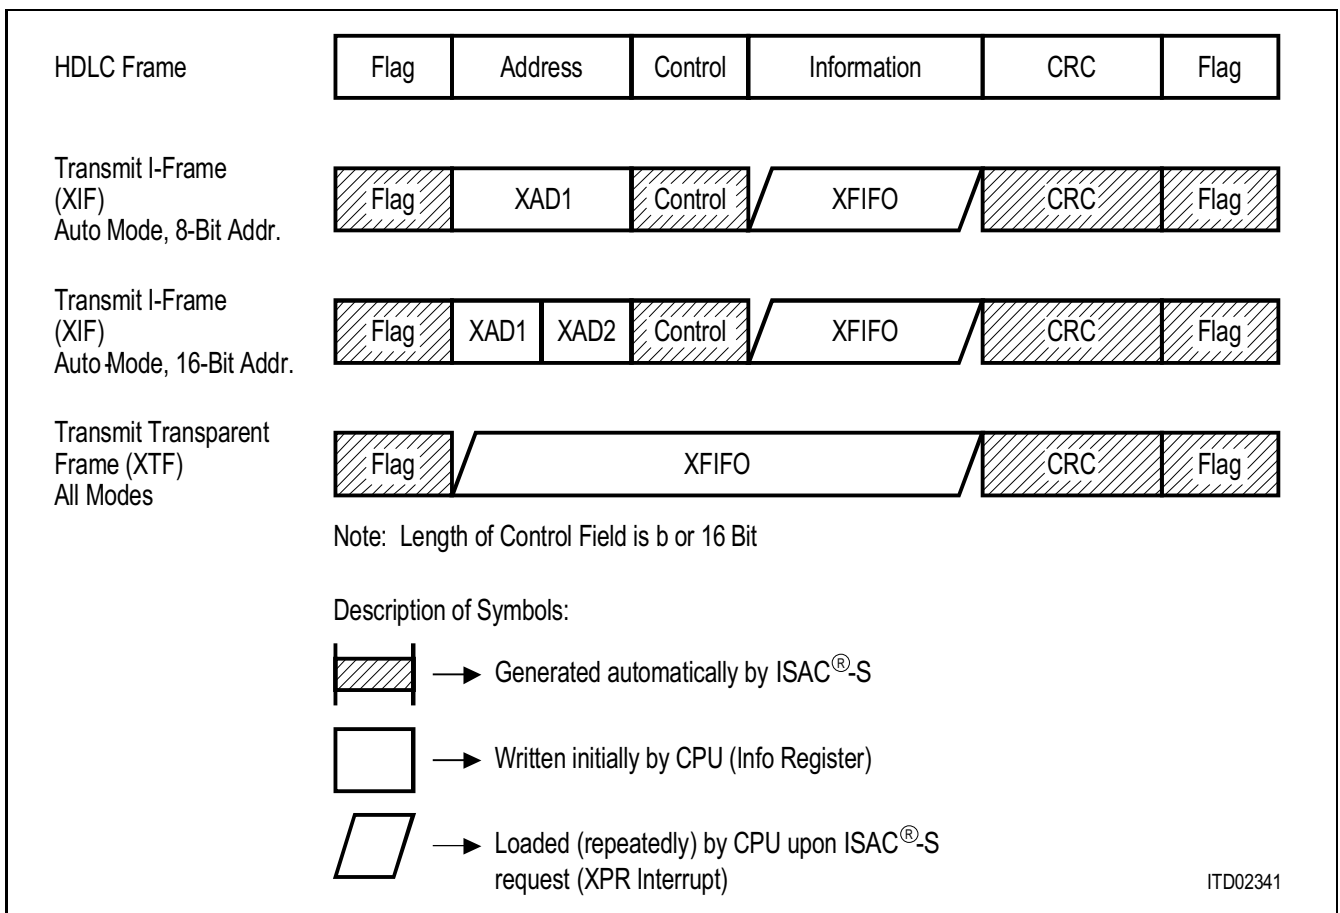 HDLC Frame Flag Address Control Information CRC Flag
Transmit I-Frame
(XIF)
Auto Mode, 8-Bit Addr.
Flag XAD1 Control XFIFO CRC Flag
Transmit I-Frame
(XIF)
Auto-Mode, 16-Bit Addr.
Flag XAD1 XAD2 Control XFIFO CRC Flag
Transmit Transparent
Frame (XTF)
All Modes
Flag XFIFO CRC Flag
Note: Length of Control Field is b or 16 Bit
Description of Symbols:
Generated automatically by ISAC®-S
Written initially by CPU (Info Register)
Loaded (repeatedly) by CPU upon ISAC®-S
request (XPR Interrupt)
ITD02341